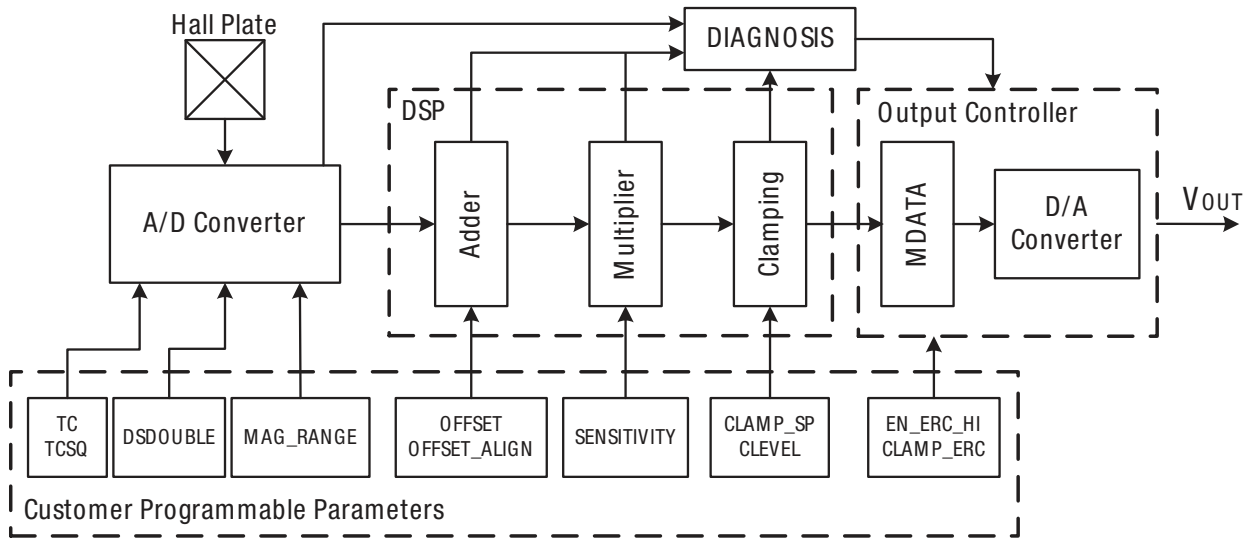 Hall Plate
DIAGNOSIS
DSP
Output Controller
A/D Converter
Adder
Multiplier
Clamping
MDATA
D/A
Converter
VOUT
TC
TCSQ
DSDOUBLE
MAG_RANGE
OFFSET
OFFSET_ALIGN
SENSITIVITY
CLAMP_SP
CLEVEL
EN_ERC_HI
CLAMP_ERC
Customer Programmable Parameters